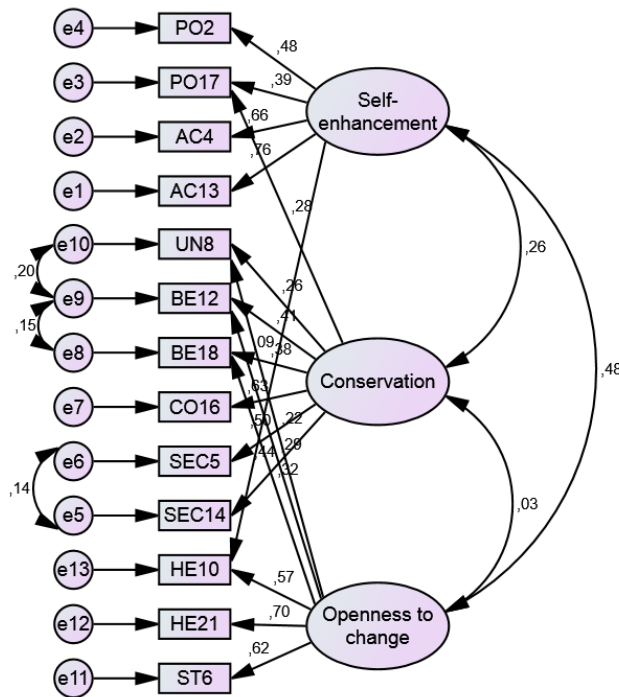 e4
PO2
,48
e3
PO17
,39
Self-
enhancement
e2
AC4
,66
,76
e1
AC13
,28
e10
UN8
,20
,26
,26
e9
BE12
,41
,15
,09
,38
e8
BE18
,48
e7
CO16
,63
Conservation
,50
,22
e6
SEC5
,44
,29
,32
,14
e5
SEC14
,03
e13
HE10
,57
e12
HE21
,70
Openness to
change
,62
e11
ST6